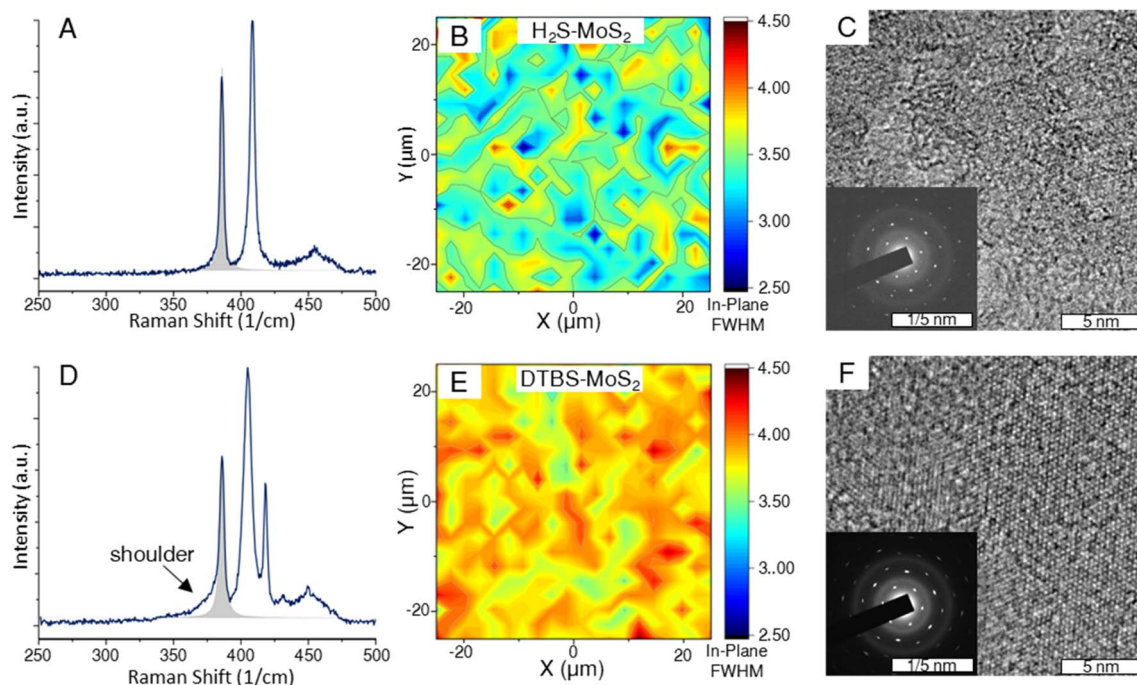 A
Intensity (a.u.)
250 300 350 400 450 500
Raman Shift (1/cm)
B
H₂S-MoS₂
Y (µm)
20
0
-20
-20 0 20
X (µm)
4.50
4.00
3.50
3.00
2.50
In-Plane
FWHM
C
1/5 nm
5 nm
D
Intensity (a.u.)
shoulder
250 300 350 400 450 500
Raman Shift (1/cm)
E
DTBS-MoS₂
Y (µm)
20
0
-20
-20 0 20
X (µm)
4.50
4.00
3.50
3.00
2.50
In-Plane
FWHM
F
1/5 nm
5 nm